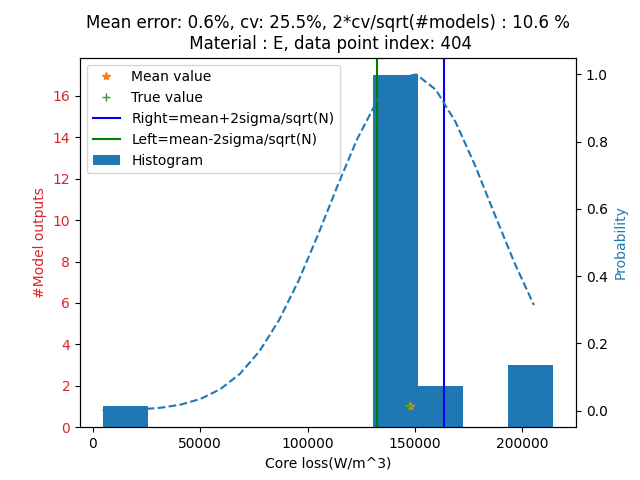 Mean error: 0.6%, cv: 25.5%, 2*cv/sqrt(#models) : 10.6 %
Material : E, data point index: 404
Mean value
True value
Right=mean+2sigma/sqrt(N)
Left=mean-2sigma/sqrt(N)
Histogram
#Model outputs
16
14
12
10
8
6
4
2
0
1.0
0.8
0.6
0.4
0.2
0.0
Probability
0
50000
100000
150000
200000
Core loss(W/m^3)